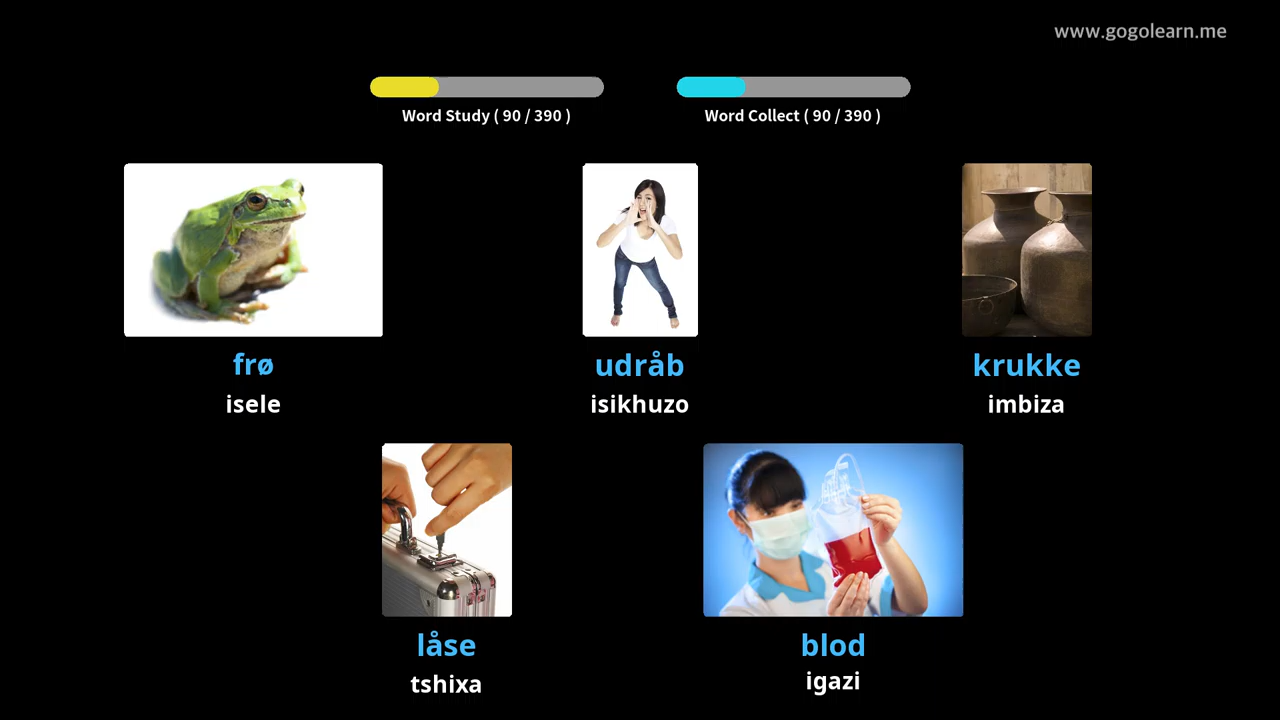 www.gogolearn.me
Word Study ( 90 / 390 )
Word Collect ( 90 / 390 )
frø
isele
udråb
isikhuzo
krukke
imbiza
låse
tshixa
blod
igazi